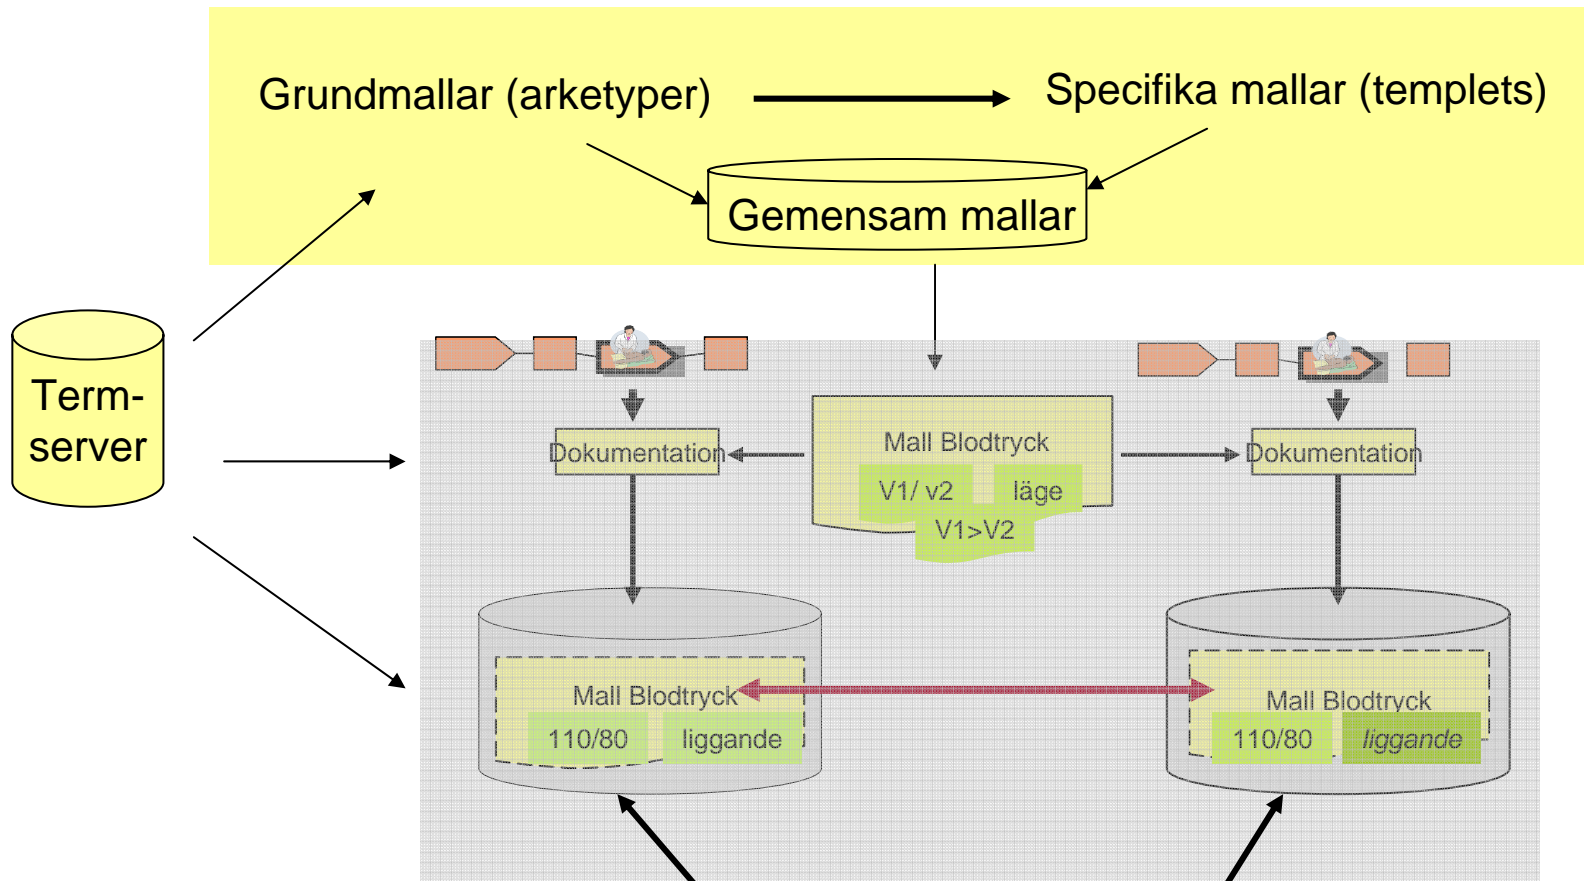 Grundmallar (arketyper)
Specifika mallar (templets)
Gemensam mallar
Term-
server
Dokumentation
Mall Blodtryck
V1/ v2
läge
V1>V2
Dokumentation
Mall Blodtryck
110/80
liggande
Mall Blodtryck
110/80
liggande